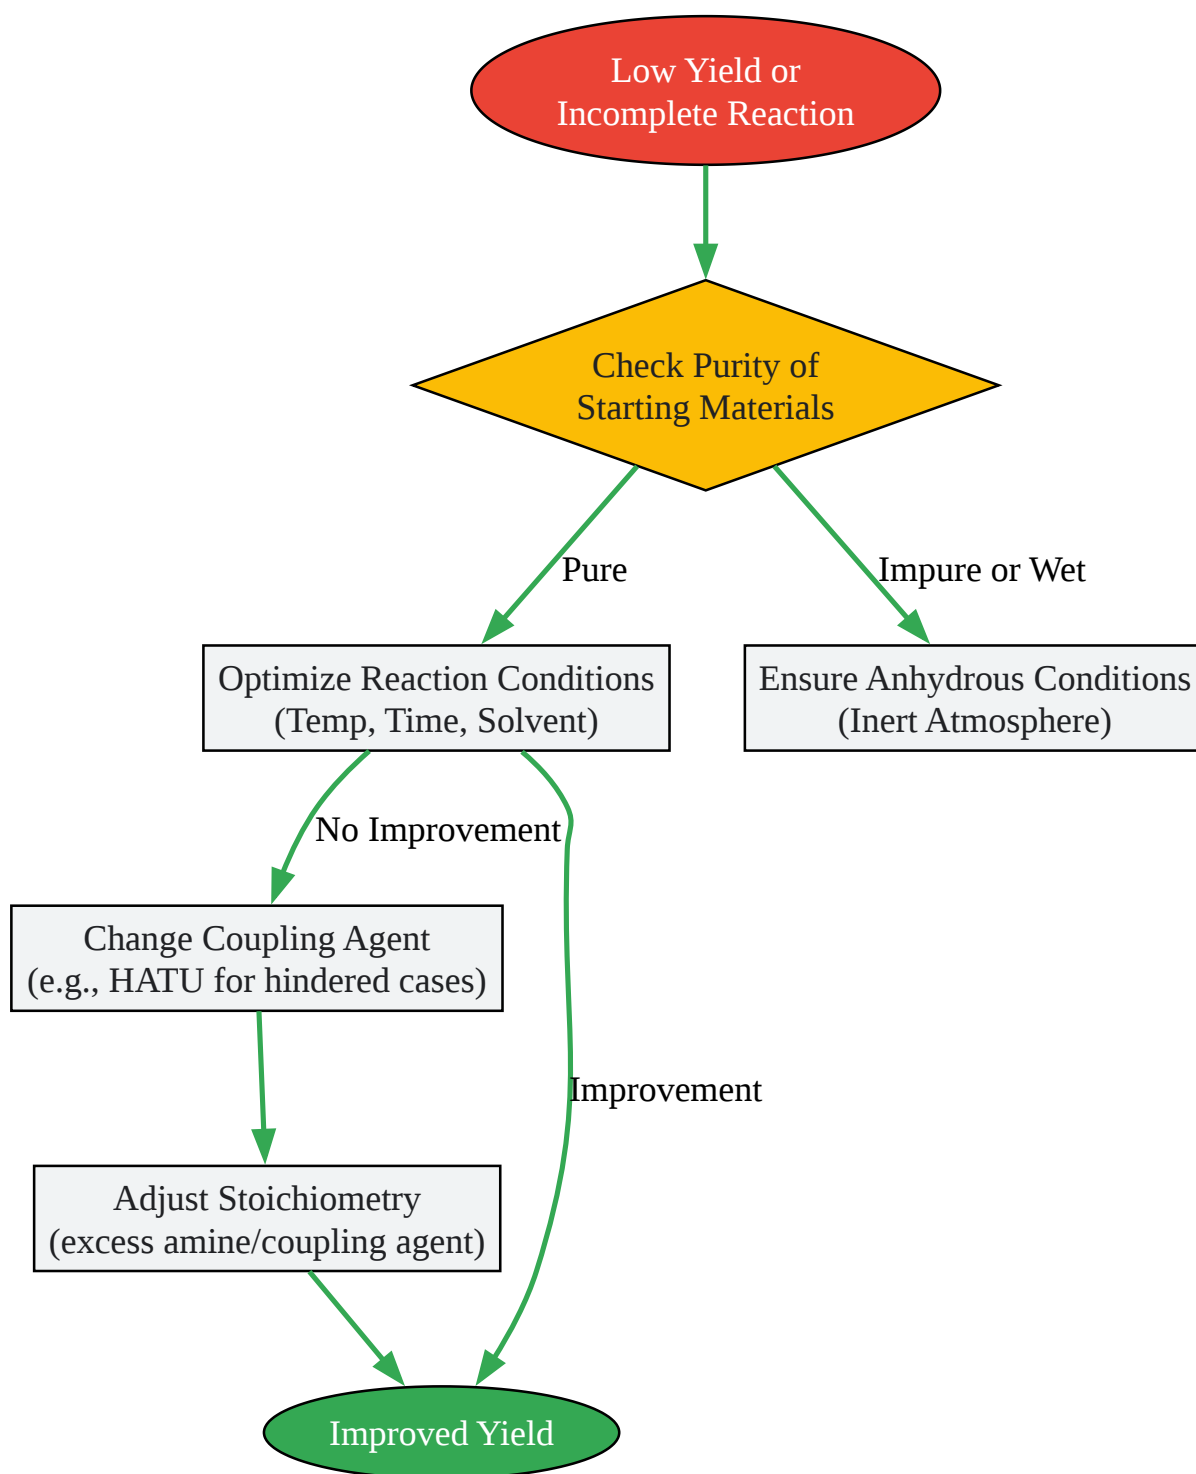 Low Yield or
Incomplete Reaction
Check Purity of
Starting Materials
Pure
Impure or Wet
Optimize Reaction Conditions
(Temp, Time, Solvent)
Ensure Anhydrous Conditions
(Inert Atmosphere)
No Improvement
Change Coupling Agent
(e.g., HATU for hindered cases)
Improvement
Adjust Stoichiometry
(excess amine/coupling agent)
Improved Yield